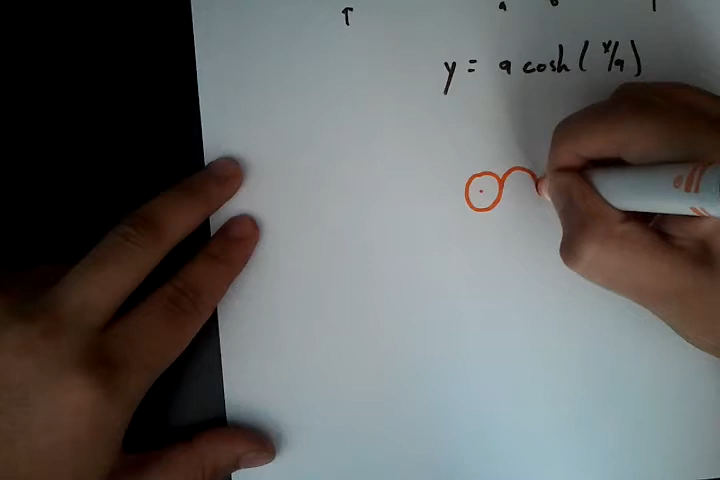 y = a cosh ( x/a )